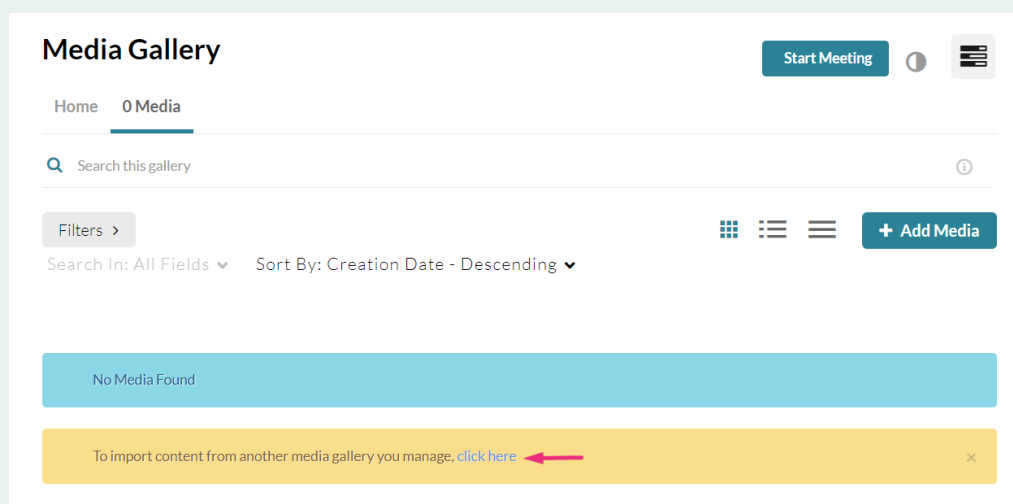 Media Gallery
Start Meeting
Home 0 Media
Search this gallery
Filters >
+ Add Media
Search In: All Fields Sort By: Creation Date - Descending
No Media Found
To import content from another media gallery you manage, click here ×